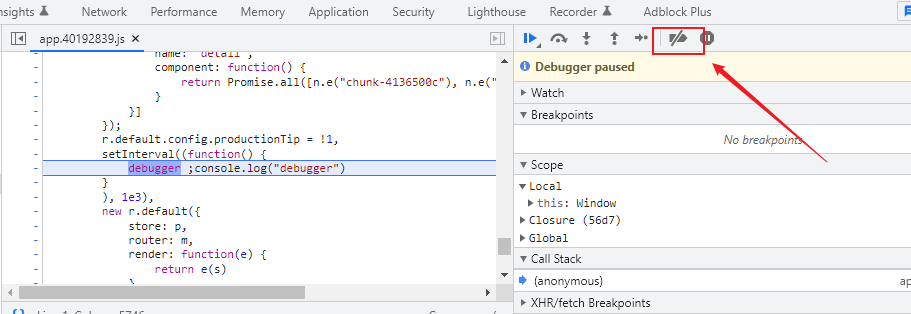 nsights Performance Memory Application Security Lighthouse Recorder Adblock Plus
app.40192839.js ×
Debugger paused
name: "detail",
component: function() {
return Promise.all([n.e("chunk-4136500c"), n.e("
}
}]
});
r.default.config.productionTip = !1,
setInterval((function() {
debugger ;console.log("debugger")
}
), 1e3),
new r.default({
store: p,
router: m,
render: function(e) {
return e(s)
Watch
Breakpoints
No breakpoints
Scope
Local
this: Window
Closure (56d7)
Global
Call Stack
(anonymous)
ap
XHR/fetch Breakpoints